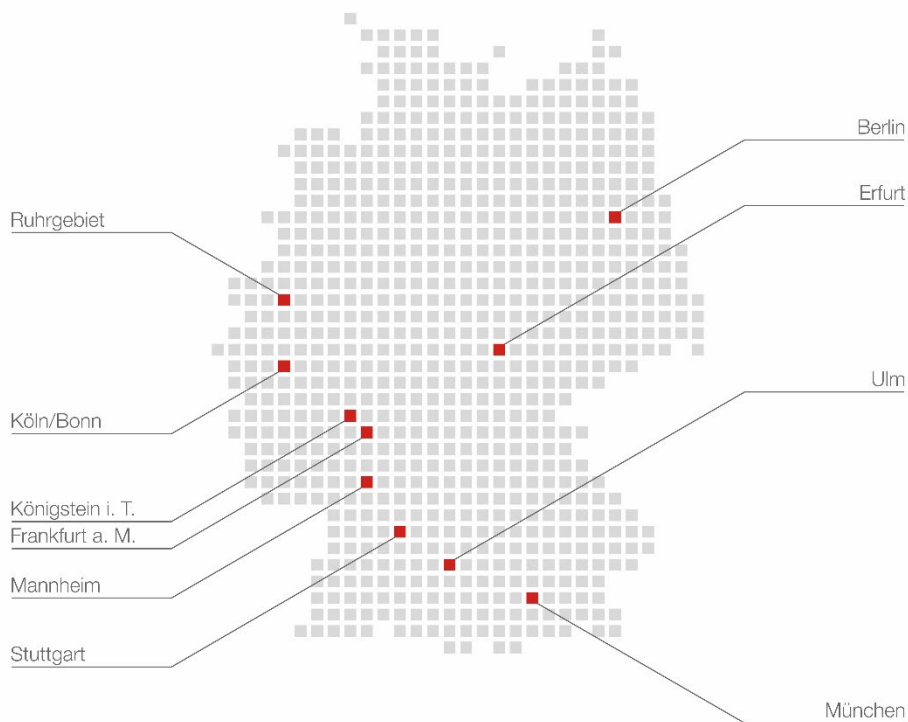 Berlin
Erfurt
Ruhrgebiet
Ulm
Köln/Bonn
Königstein i. T.
Frankfurt a. M.
Mannheim
Stuttgart
München